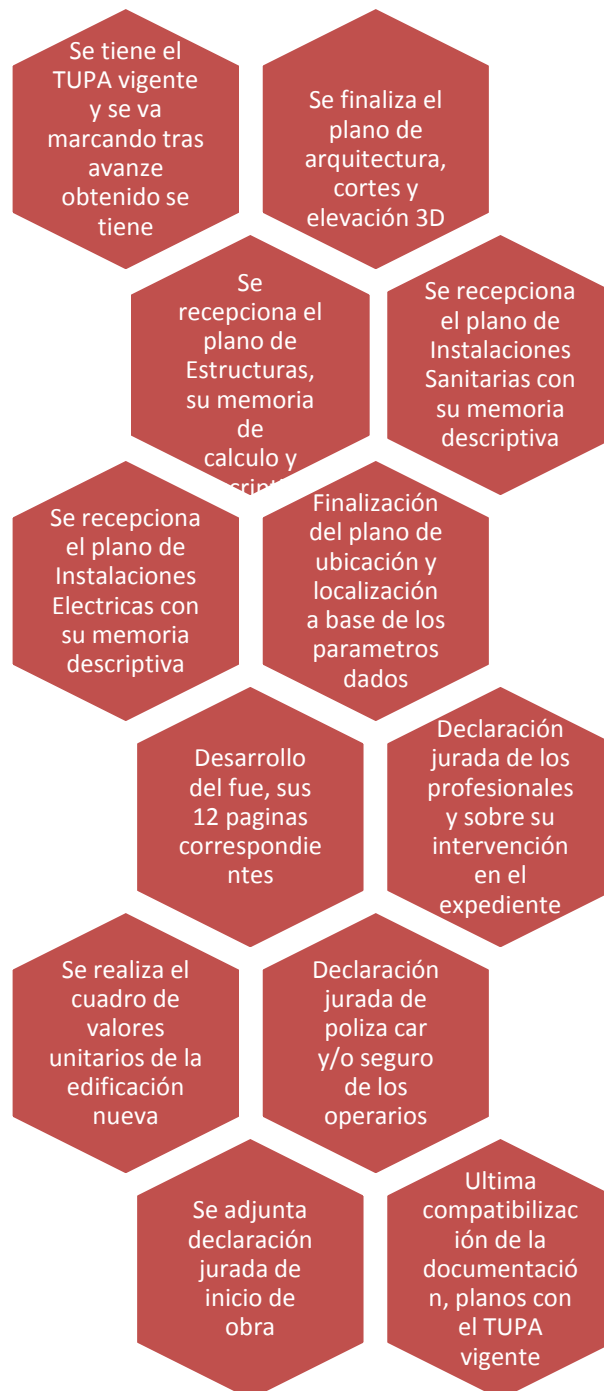 Se tiene el
TUPA vigente
y se va
marcando tras
avanze
obtenido se
tiene
Se finaliza el
plano de
arquitectura,
cortes y
elevación 3D
Se
recepciona el
plano de
Estructuras,
su memoria
de
calculo y
Se recepciona
el plano de
Instalaciones
Sanitarias con
su memoria
descriptiva
Se recepciona
el plano de
Instalaciones
Electricas con
su memoria
descriptiva
Finalización
del plano de
ubicación y
localización
a base de los
parametros
dados
Desarrollo
del fue, sus
12 paginas
correspondie
ntes
Declaración
jurada de los
profesionales
y sobre su
intervención
en el
expediente
Se realiza el
cuadro de
valores
unitarios de la
edificación
nueva
Declaración
jurada de
poliza car
y/o seguro
de los
operarios
Se adjunta
declaración
jurada de
inicio de
obra
Ultima
compatibilizac
ión de la
documentació
n, planos con
el TUPA
vigente